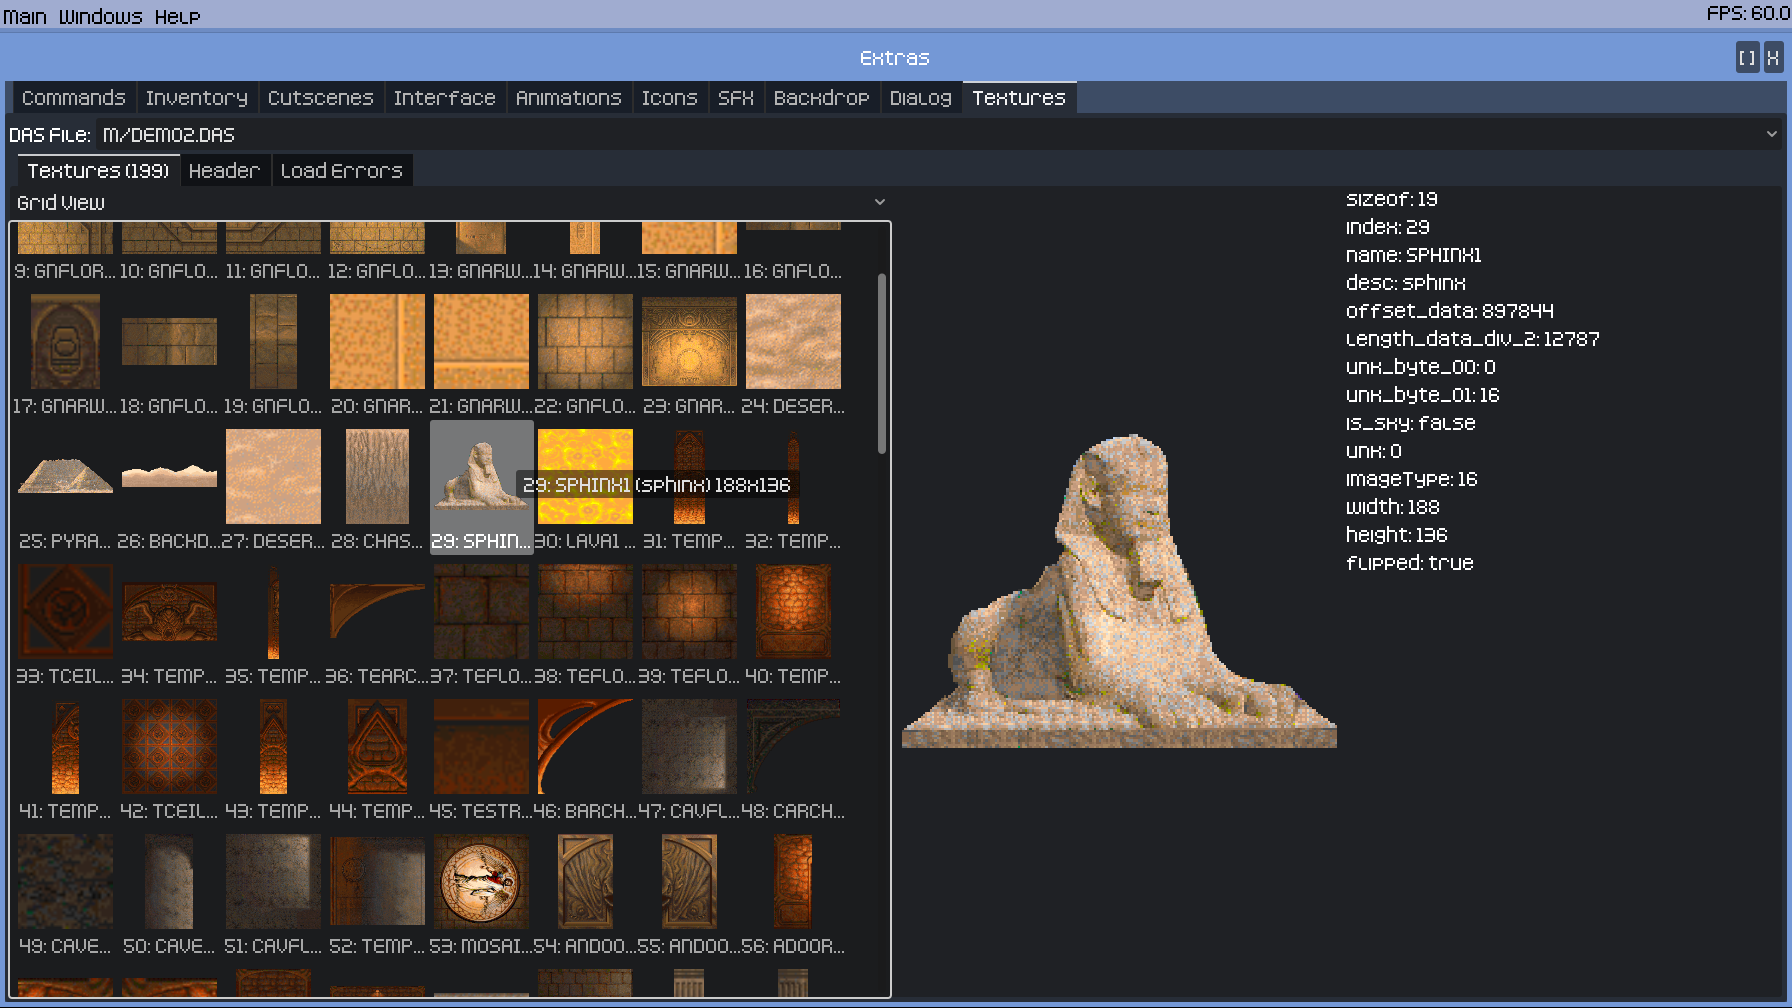 Main Windows Help
FPS: 60.0
Extras
[] X
Commands Inventory Cutscenes Interface Animations Icons SFX Backdrop Dialog Textures
DAS File: M/DEMO2.DAS
Textures (199) Header Load Errors
Grid View
9: GNFLOR... 10: GNFLO... 11: GNFLO... 12: GNFLO... 13: GNARW... 14: GNARW... 15: GNARW... 16: GNFLO...
17: GNARW... 18: GNFLO... 19: GNFLO... 20: GNAR... 21: GNARW... 22: GNFLO... 23: GNAR... 24: DESER...
29: SPHINX1 (sphinx) 188x136
25: PYRA... 26: BACKD... 27: DESER... 28: CHAS... 29: SPHIN... 30: LAVA1 ... 31: TEMP... 32: TEMP...
33: TCEIL... 34: TEMP... 35: TEMP... 36: TEARC... 37: TEFLO... 38: TEFLO... 39: TEFLO... 40: TEMP...
41: TEMP... 42: TCEIL... 43: TEMP... 44: TEMP... 45: TESTR... 46: BARCH... 47: CAVFL... 48: CARCH...
49: CAVE... 50: CAVE... 51: CAVFL... 52: TEMP... 53: MOSAI... 54: ANDOO... 55: ANDOO... 56: ADOOR...
sizeof: 19
index: 29
name: SPHINX1
desc: sphinx
offset_data: 897844
length_data_div_2: 12787
unk_byte_00: 0
unk_byte_01: 16
is_sky: false
unk: 0
imageType: 16
width: 188
height: 136
flipped: true